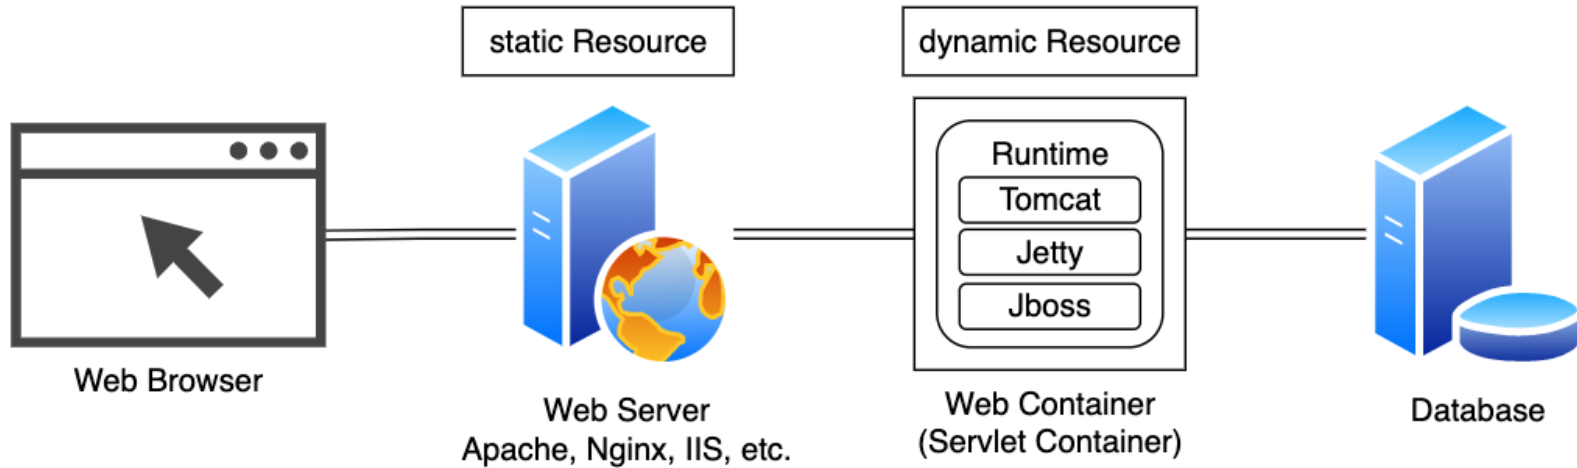 static Resource
dynamic Resource
Runtime
Tomcat
Jetty
Jboss
Web Browser
Web Server
Apache, Nginx, IIS, etc.
Web Container
(Servlet Container)
Database